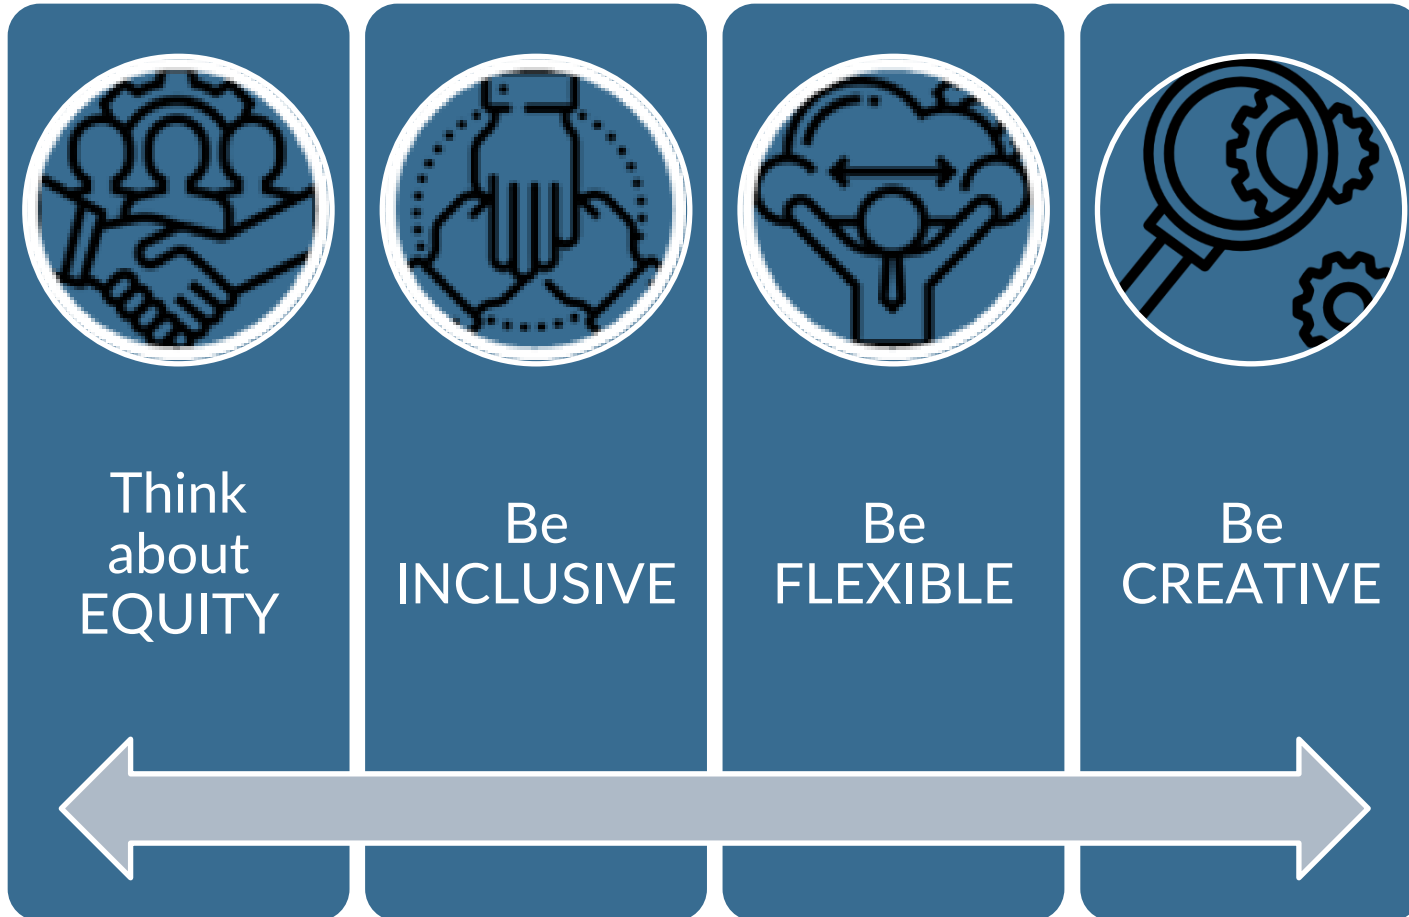 Think
about
EQUITY
Be
INCLUSIVE
Be
FLEXIBLE
Be
CREATIVE